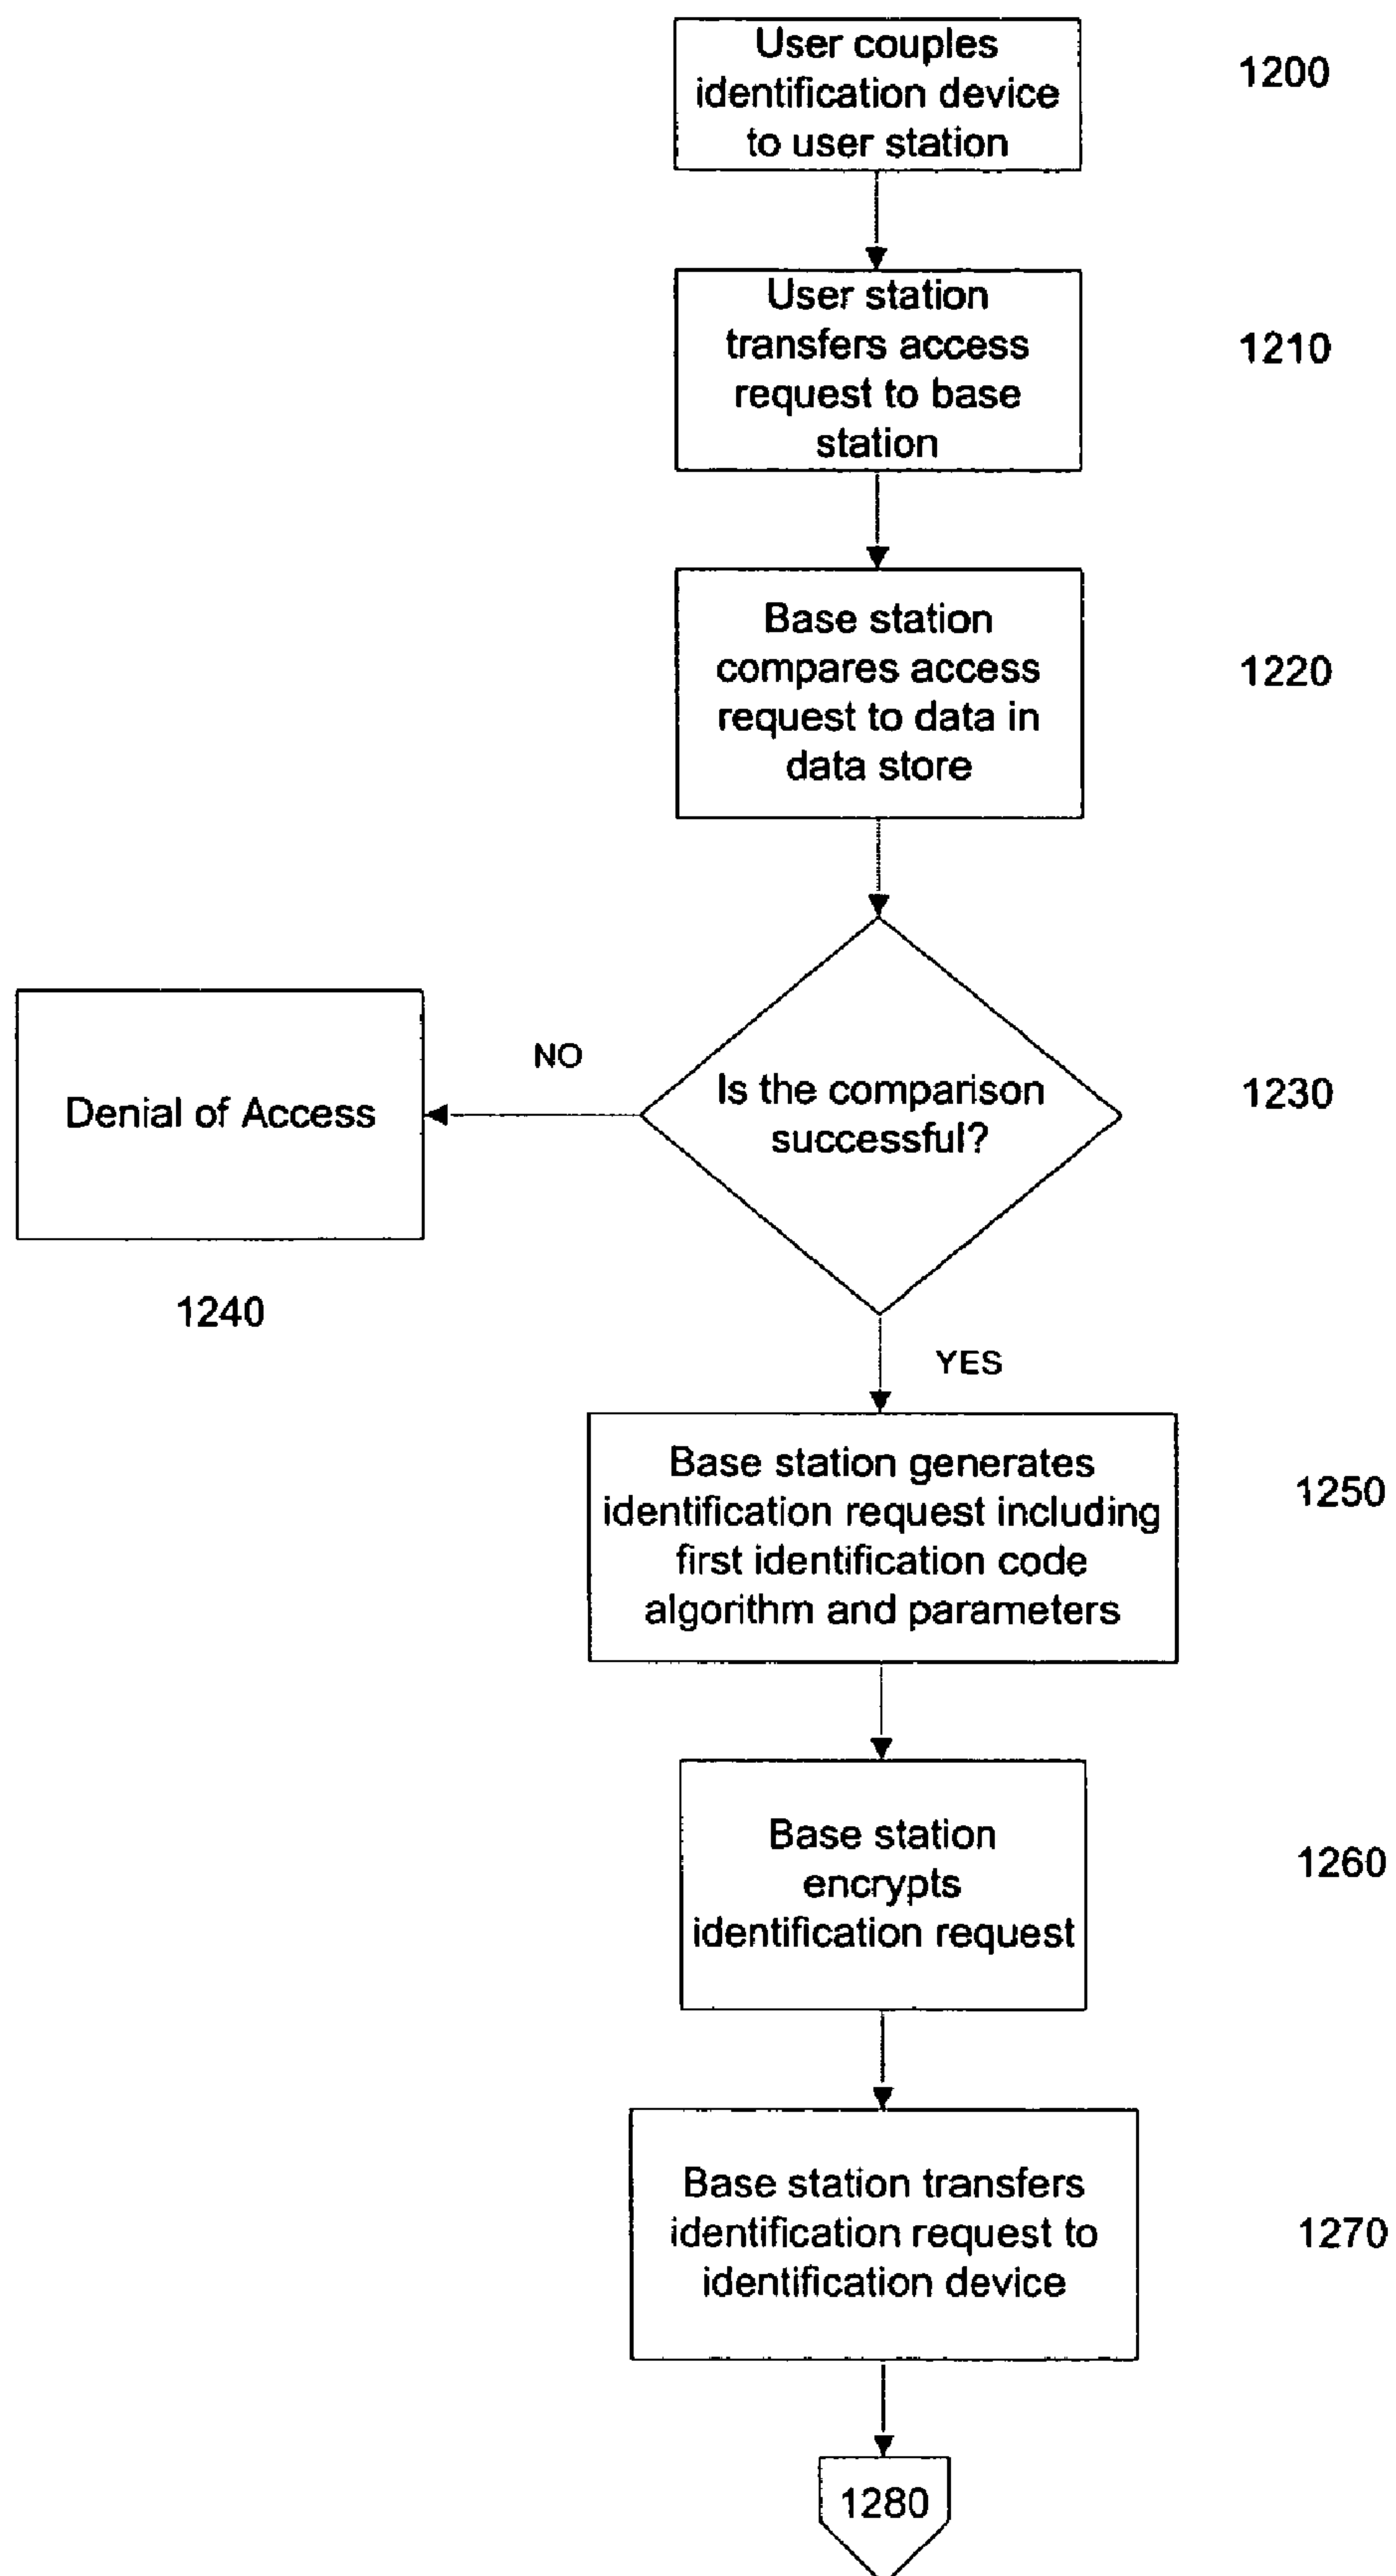 User couples
identification device
to user station
1200
User station
transfers access
request to base
station
1210
Base station
compares access
request to data in
data store
1220
Is the comparison
successful?
1230
NO
Denial of Access
1240
YES
Base station generates
identification request including
first identification code
algorithm and parameters
1250
Base station
encrypts
identification request
1260
Base station transfers
identification request to
identification device
1270
1280